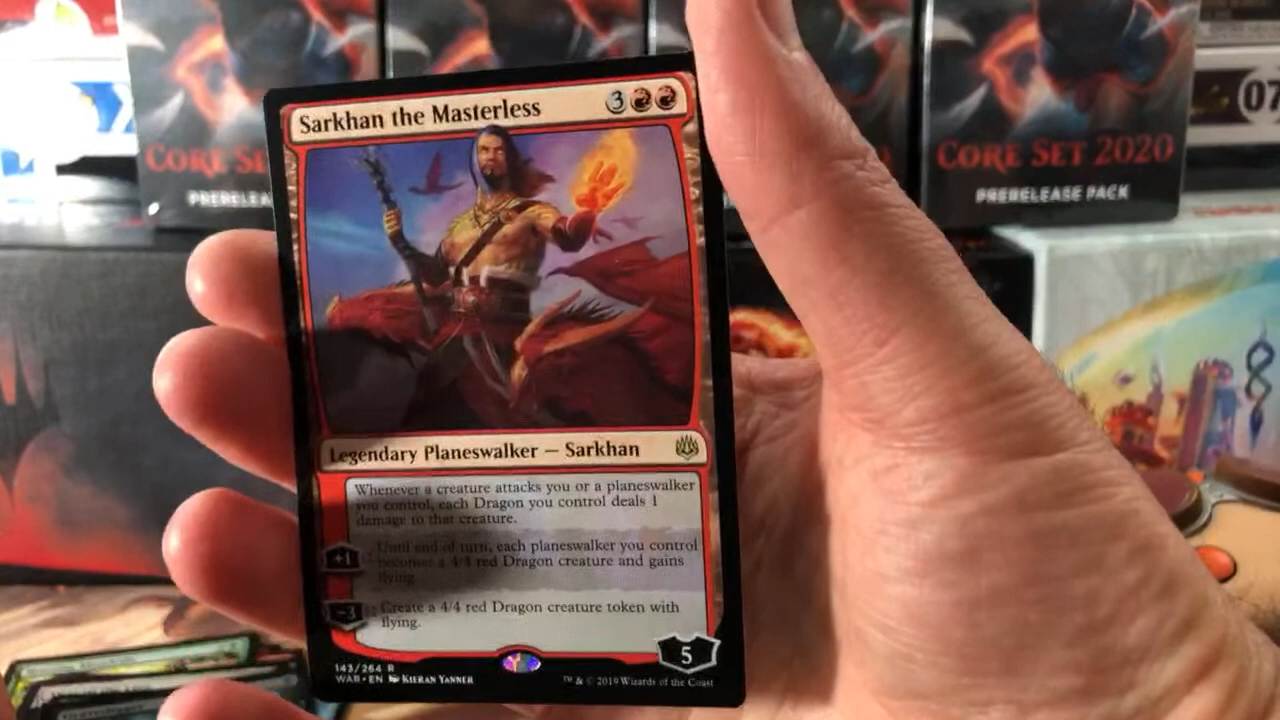 CORE SE
PRERELEA
CORE SET 2020
PRERELEASE PACK
07
Sarkhan the Masterless 3
Legendary Planeswalker — Sarkhan
Whenever a creature attacks you or a planeswalker
you control, each Dragon you control deals 1
damage to that creature.
+1: Until end of turn, each planeswalker you control
becomes a 4/4 red Dragon creature and gains
flying.
−3: Create a 4/4 red Dragon creature token with
flying.
5
143/264 R
WAR • EN KIERAN YANNER
™ & © 2019 Wizards of the Coast